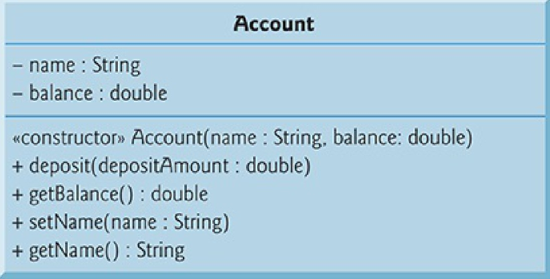 Account
– name : String
– balance : double
«constructor» Account(name : String, balance: double)
+ deposit(depositAmount : double)
+ getBalance() : double
+ setName(name : String)
+ getName() : String